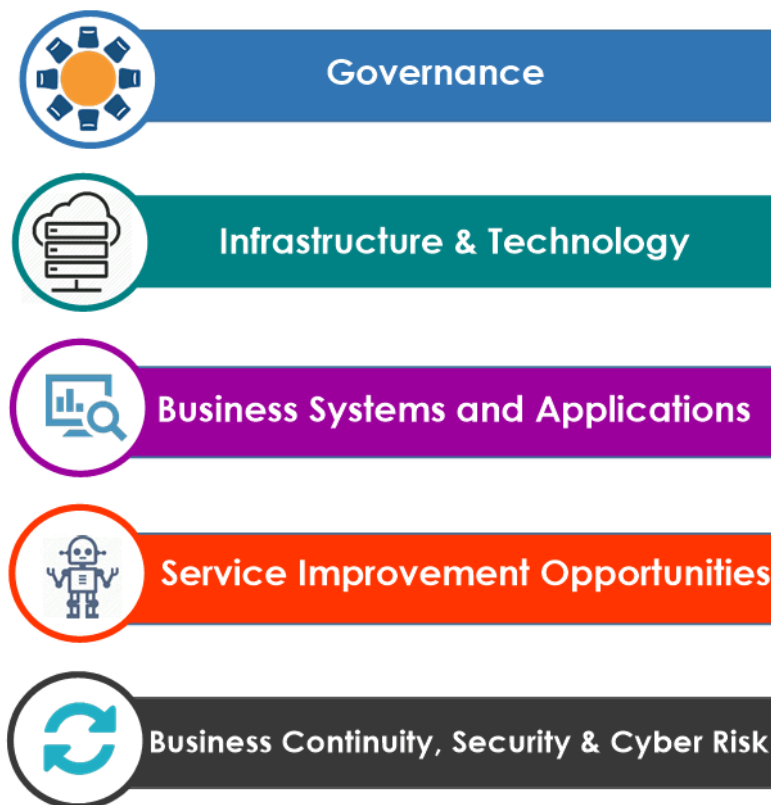 Governance
Infrastructure & Technology
Business Systems and Applications
Service Improvement Opportunities
Business Continuity, Security & Cyber Risk